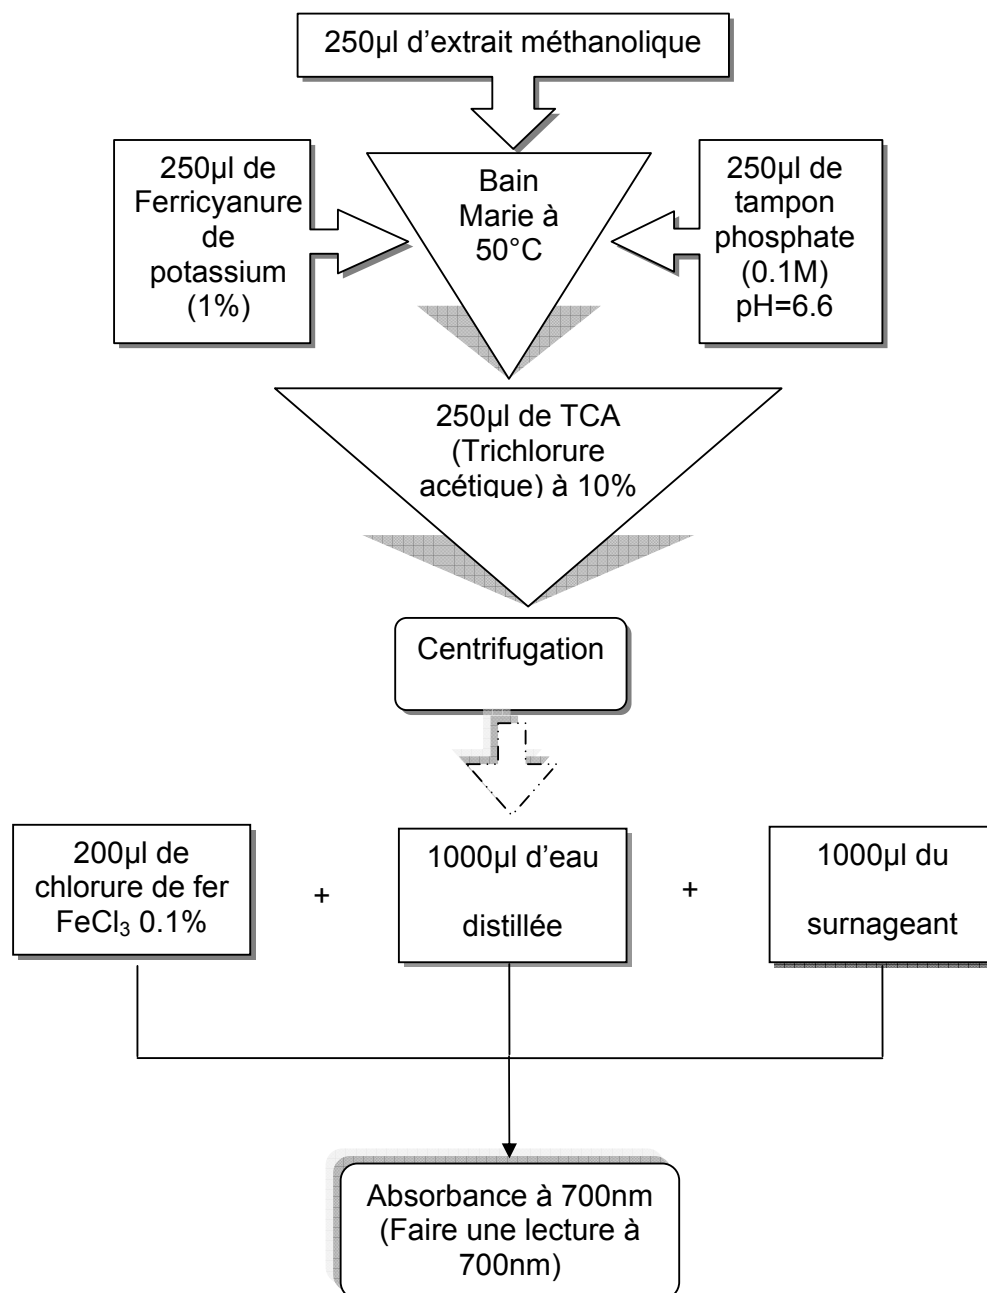 250µl d’extrait méthanolique
250µl de
Ferricyanure
de
potassium
(1%)
Bain
Marie à
50°C
250µl de
tampon
phosphate
(0.1M)
pH=6.6
250µl de TCA
(Trichlorure
acétique) à 10%
Centrifugation
200µl de
chlorure de fer
FeCl₃ 0.1%
+
1000µl d’eau
distillée
+
1000µl du
surnageant
Absorbance à 700nm
(Faire une lecture à
700nm)